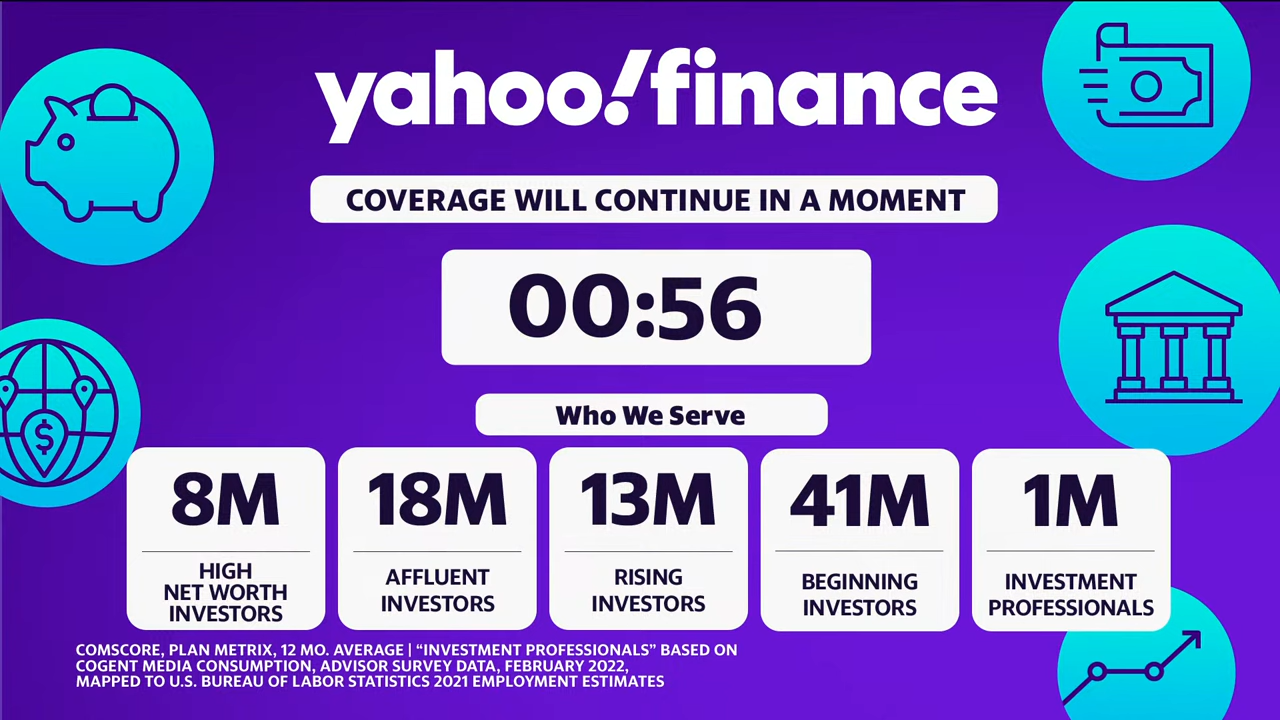 yahoo!finance
COVERAGE WILL CONTINUE IN A MOMENT
00:56
Who We Serve
8M
HIGH
NET WORTH
INVESTORS
18M
AFFLUENT
INVESTORS
13M
RISING
INVESTORS
41M
BEGINNING
INVESTORS
1M
INVESTMENT
PROFESSIONALS
$
COMSCORE, PLAN METRIX, 12 MO. AVERAGE | “INVESTMENT PROFESSIONALS” BASED ON
COGENT MEDIA CONSUMPTION, ADVISOR SURVEY DATA, FEBRUARY 2022,
MAPPED TO U.S. BUREAU OF LABOR STATISTICS 2021 EMPLOYMENT ESTIMATES